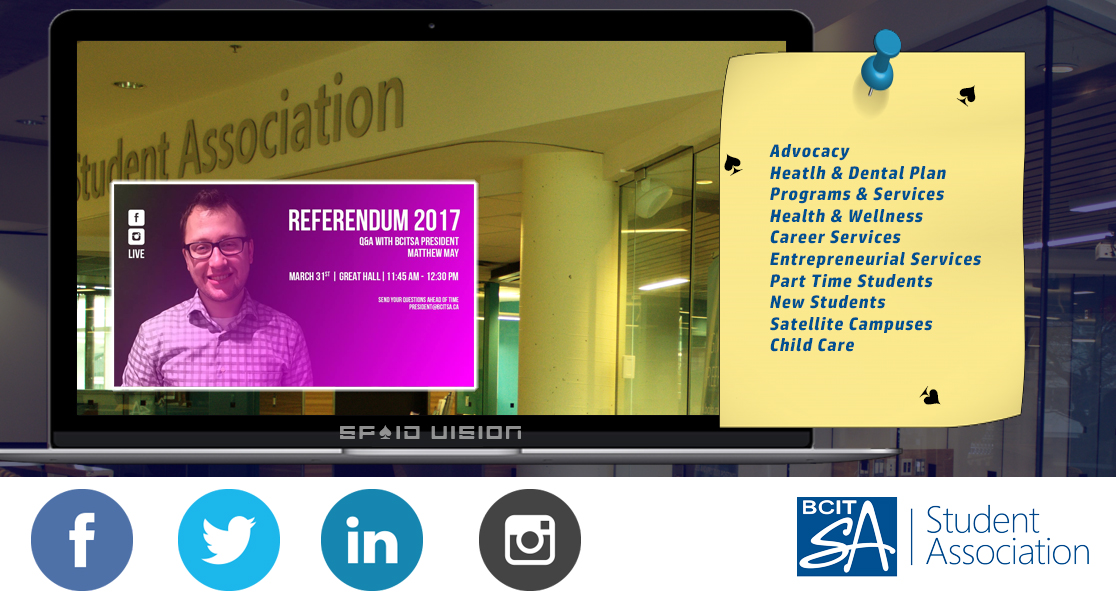 Student Association
f
LIVE
REFERENDUM 2017
Q&A WITH BCITSA PRESIDENT
MATTHEW MAY
MARCH 31ST | GREAT HALL | 11:45 AM - 12:30 PM
SEND YOUR QUESTIONS AHEAD OF TIME
PRESIDENT@BCITSA.CA
Advocacy
Heatlh & Dental Plan
Programs & Services
Health & Wellness
Career Services
Entrepreneurial Services
Part Time Students
New Students
Satellite Campuses
Child Care
SP♠ID VISION
f
in
BCIT
SA
Student
Association